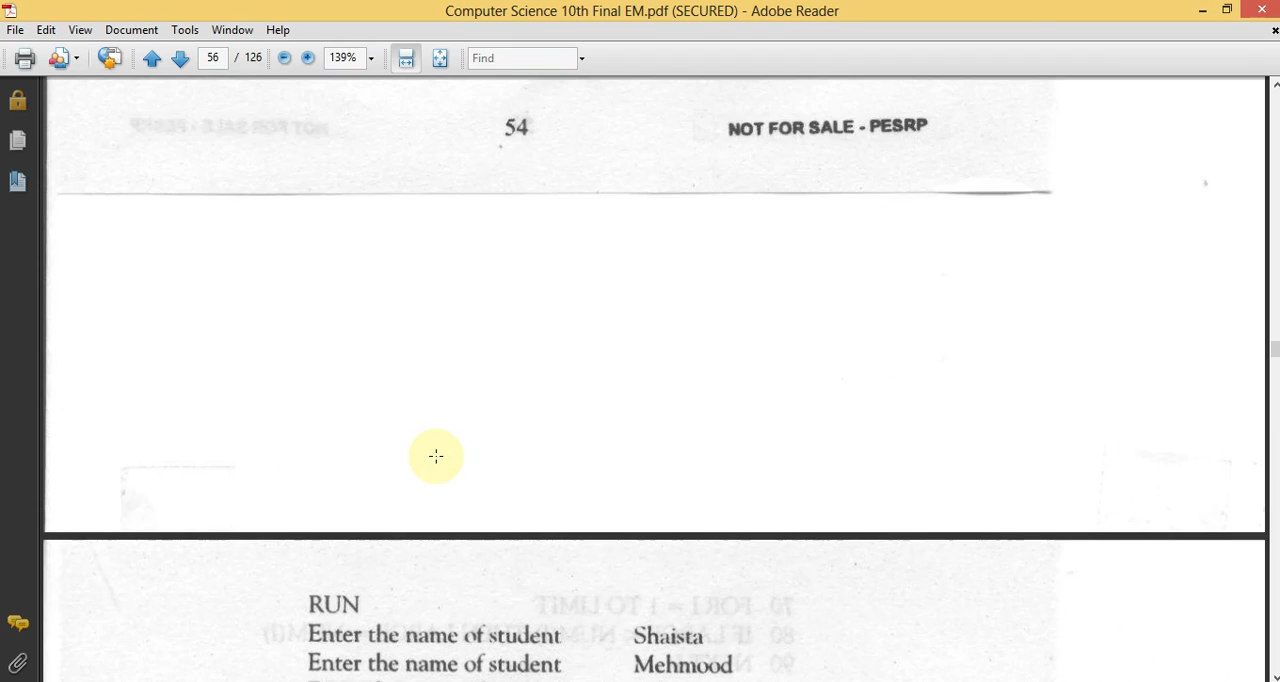 Computer Science 10th Final EM.pdf (SECURED) - Adobe Reader
File Edit View Document Tools Window Help
56 / 126 139% Find
54 NOT FOR SALE - PESRP
RUN
Enter the name of student Shaista
Enter the name of student Mehmood